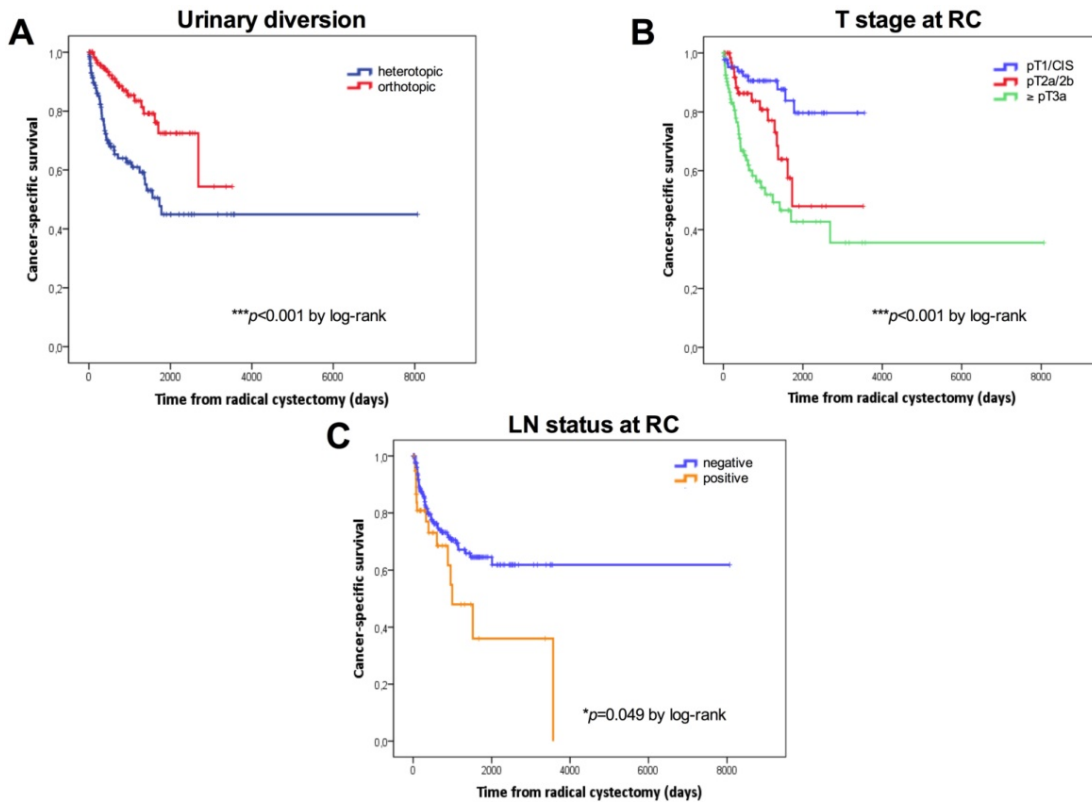 A
Urinary diversion
heterotopic
orthotopic
Cancer-specific survival
1,0
0,8
0,6
0,4
0,2
0,0
***p<0.001 by log-rank
0
2000
4000
6000
8000
Time from radical cystectomy (days)
B
T stage at RC
pT1/CIS
pT2a/2b
≥ pT3a
Cancer-specific survival
1,0
0,8
0,6
0,4
0,2
0,0
***p<0.001 by log-rank
0
2000
4000
6000
8000
Time from radical cystectomy (days)
C
LN status at RC
negative
positive
Cancer-specific survival
1,0
0,8
0,6
0,4
0,2
0,0
*p=0.049 by log-rank
0
2000
4000
6000
8000
Time from radical cystectomy (days)